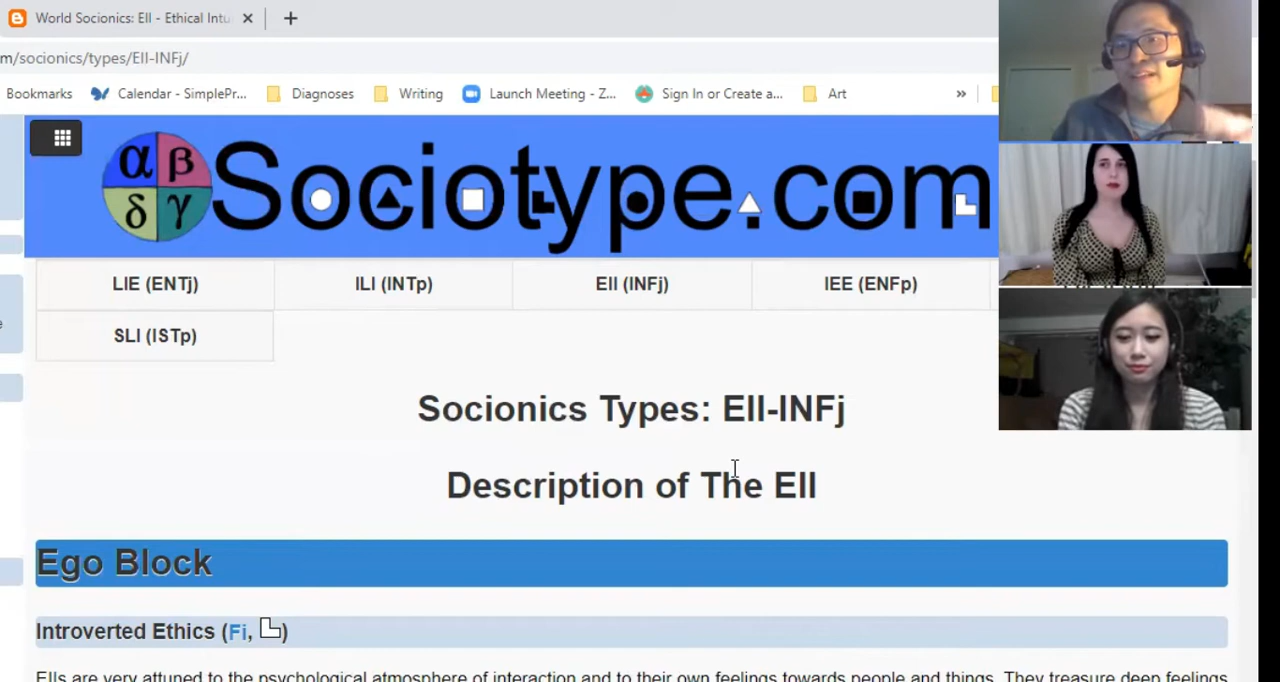 World Socionics: EII - Ethical Intu
m/socionics/types/EII-INFj/
Bookmarks Calendar - SimplePr... Diagnoses Writing Launch Meeting - Z... Sign In or Create a... Art »
α β δ γ Sociotype.com
LIE (ENTj) ILI (INTp) EII (INFj) IEE (ENFp)
SLI (ISTp)
Socionics Types: EII-INFj
Description of The EII
Ego Block
Introverted Ethics (Fi, )
EIIs are very attuned to the psychological atmosphere of interaction and to their own feelings towards people and things. They treasure deep feelings